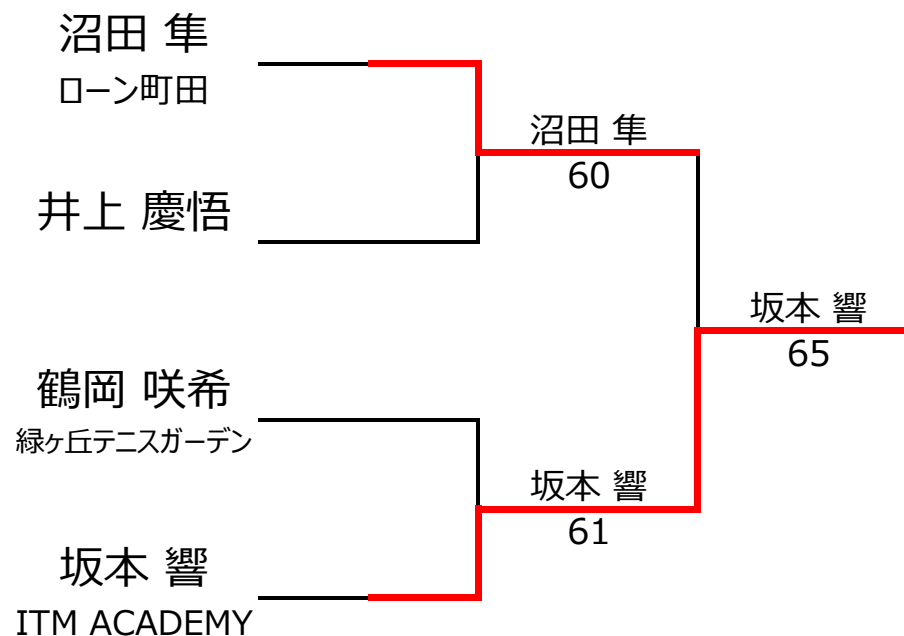 沼田 隼
ローン町田
井上 慶悟
鶴岡 咲希
緑ヶ丘テニスガーデン
坂本 響
ITM ACADEMY
沼田 隼
60
坂本 響
61
坂本 響
65